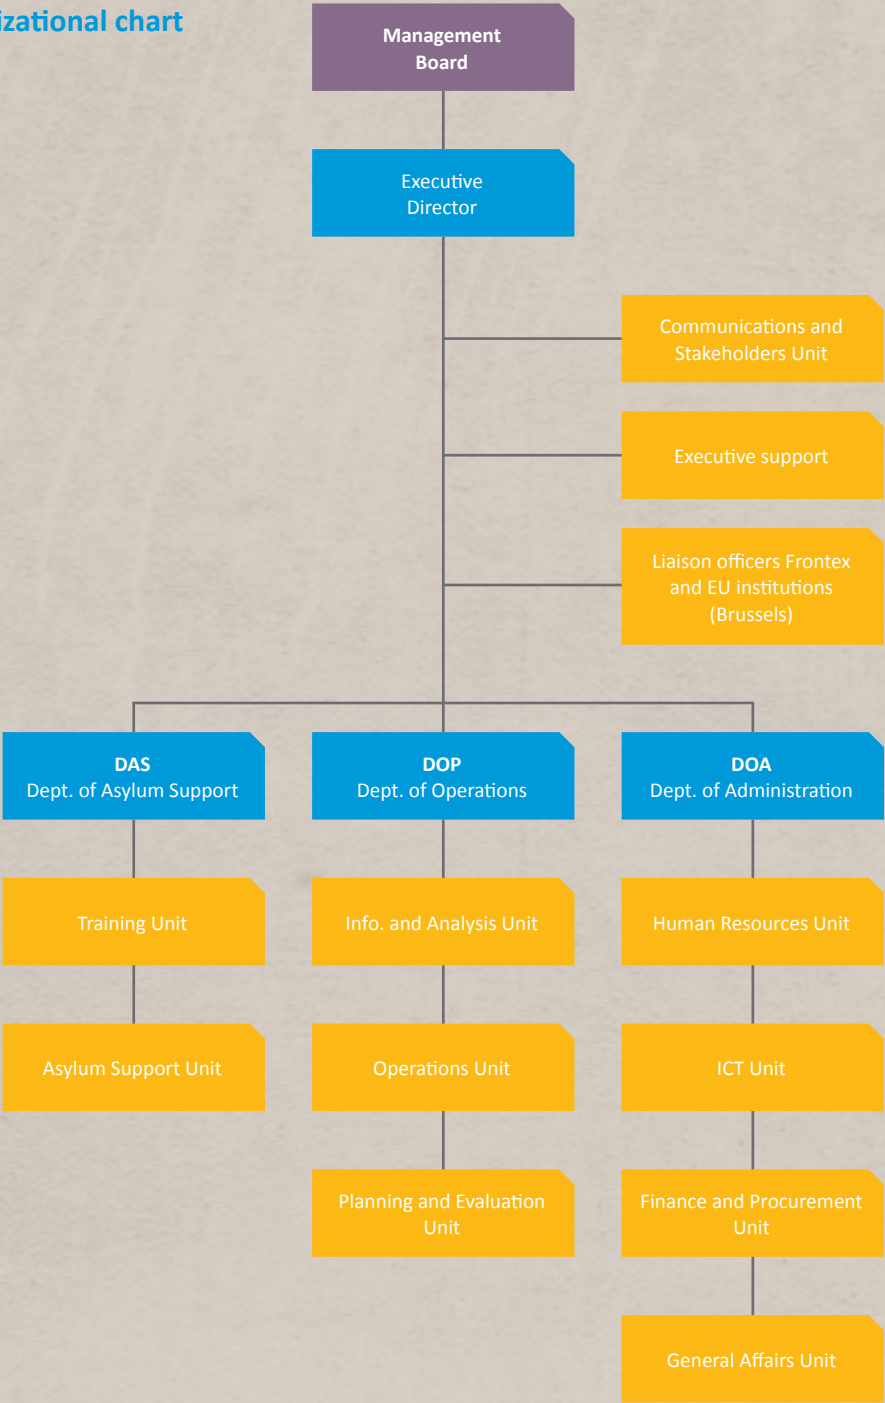 izational chart
Management
Board
Executive
Director
Communications and
Stakeholders Unit
Executive support
Liaison officers Frontex
and EU institutions
(Brussels)
DAS
Dept. of Asylum Support
DOP
Dept. of Operations
DOA
Dept. of Administration
Training Unit
Info. and Analysis Unit
Human Resources Unit
Asylum Support Unit
Operations Unit
ICT Unit
Planning and Evaluation
Unit
Finance and Procurement
Unit
General Affairs Unit